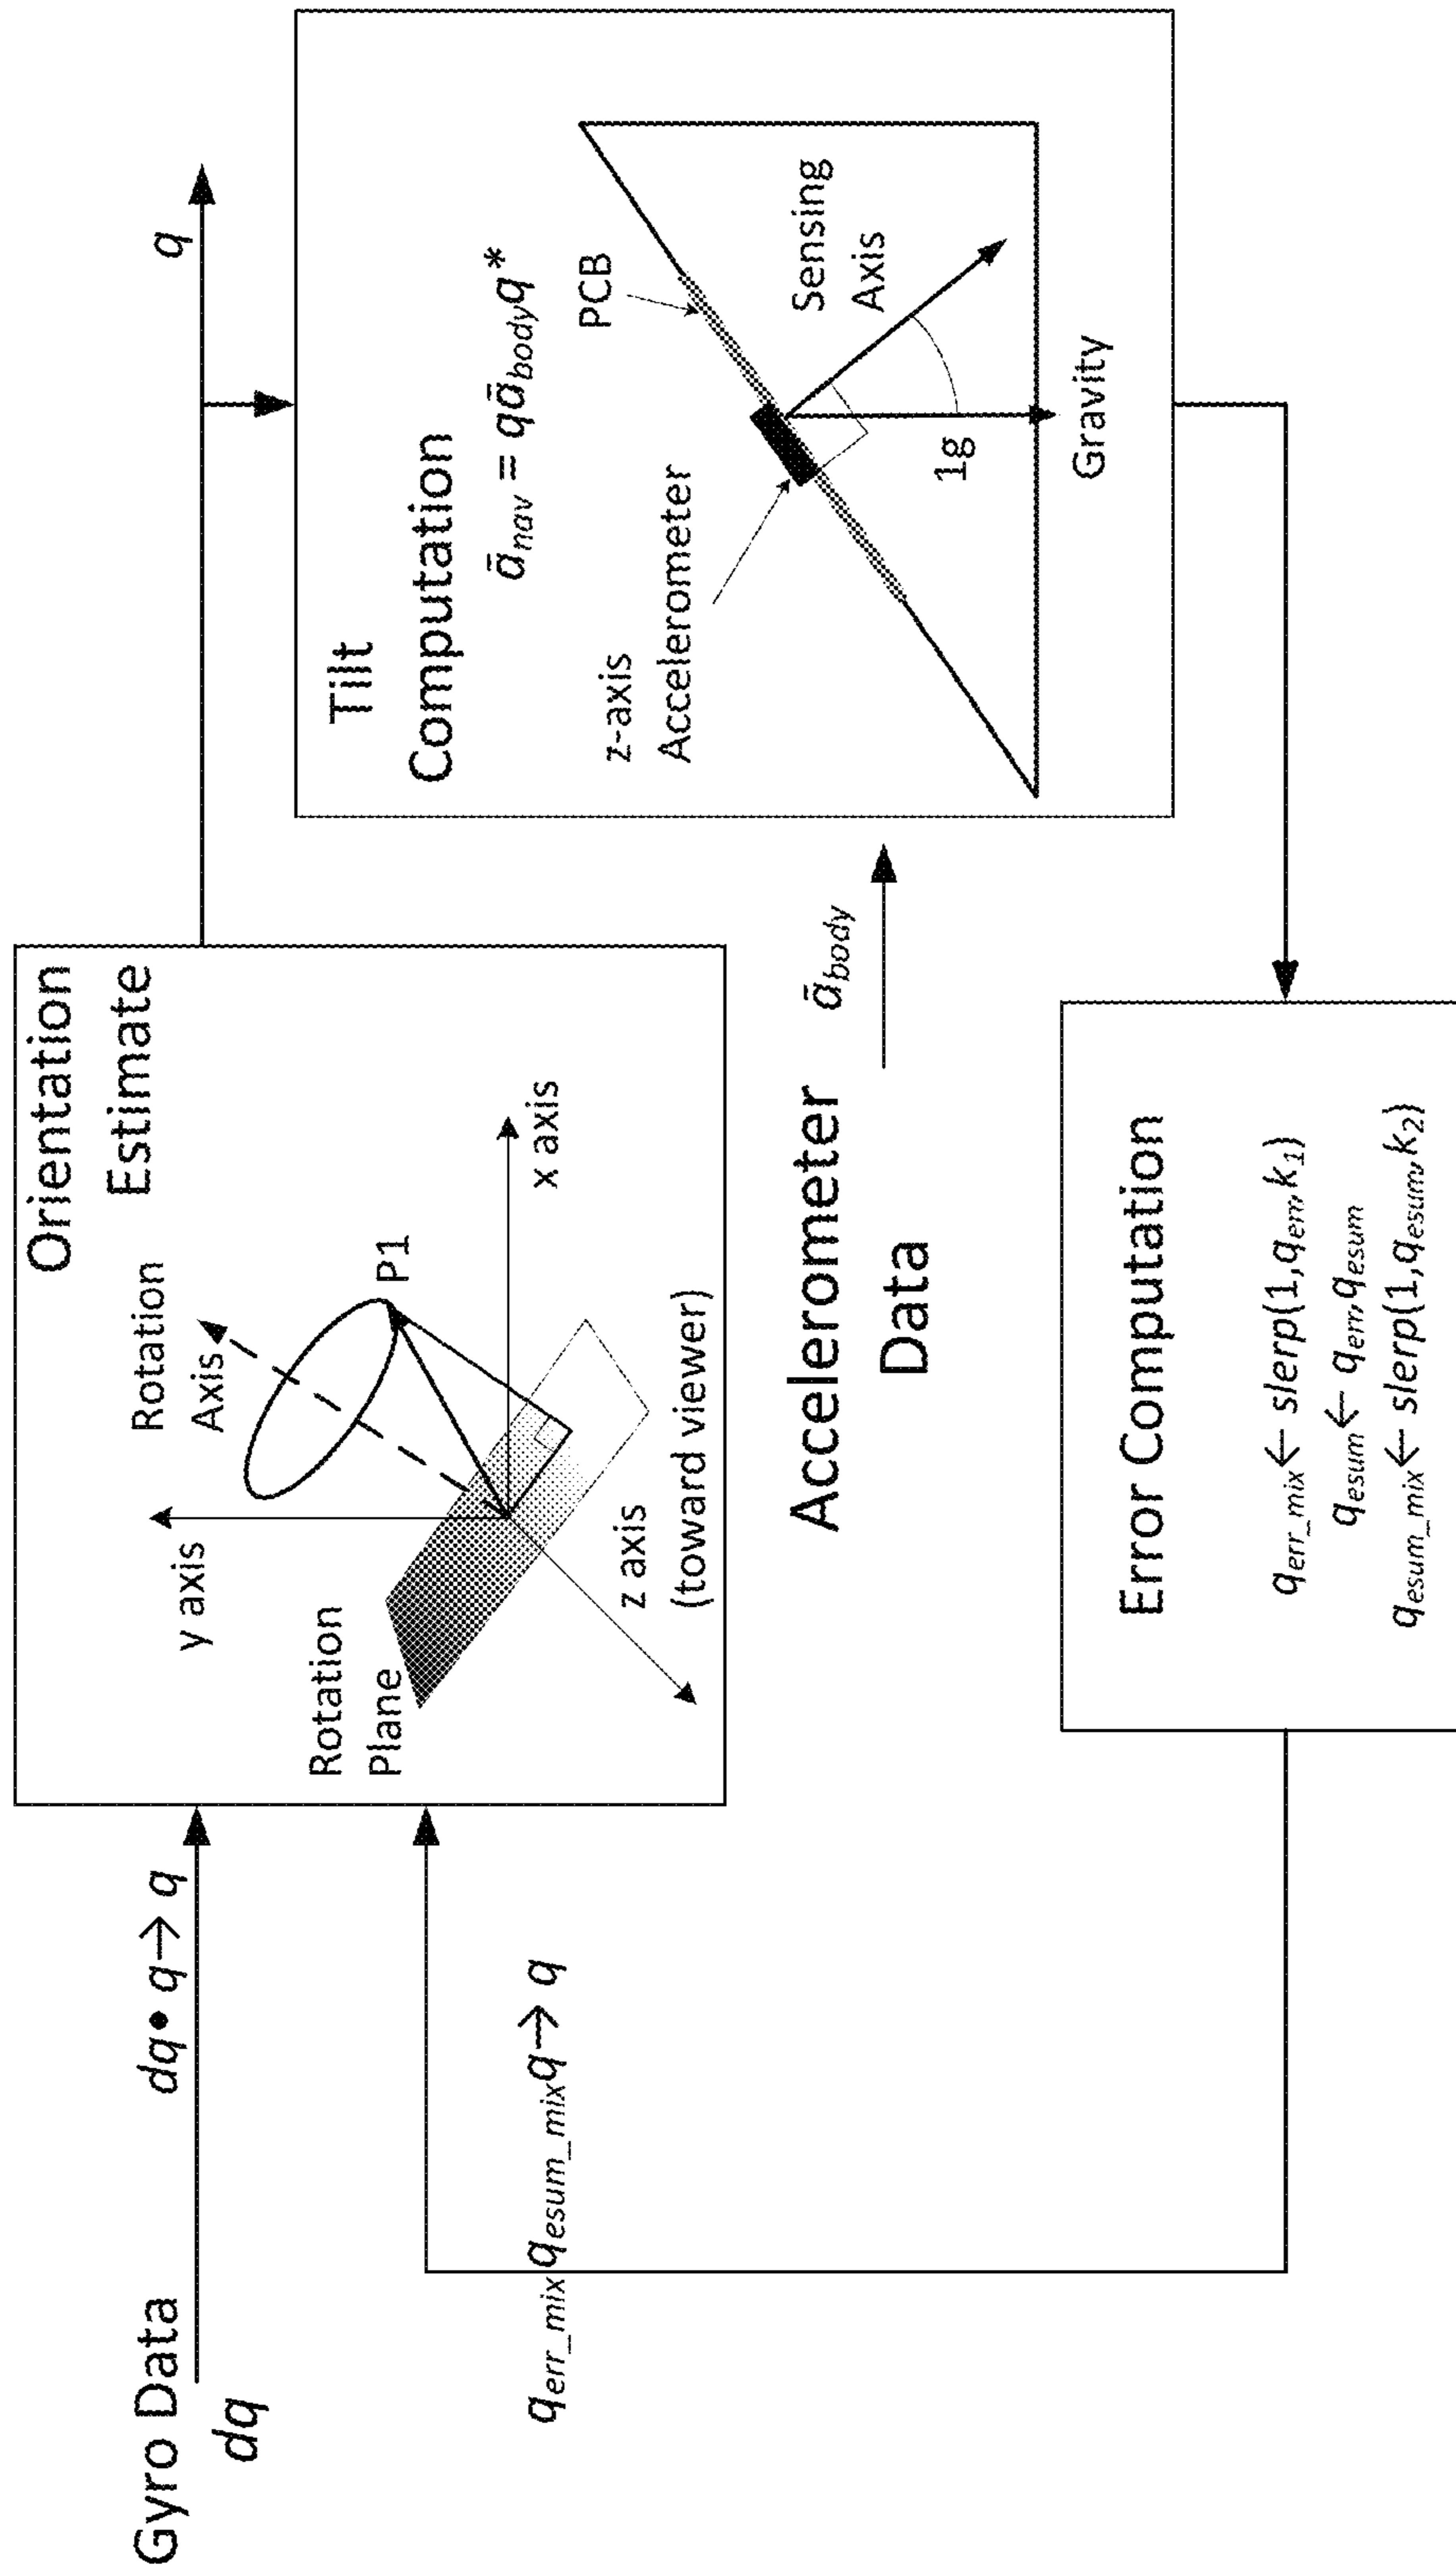 Gyro Data
dq
dq• q→ q
q_err_mix q_esum_mix q→ q
Orientation
Estimate
y axis
Rotation
Axis
P1
Rotation
Plane
x axis
z axis
(toward viewer)
q
Tilt
Computation
ā_nav = qā_body q*
z-axis
Accelerometer
PCB
Sensing
Axis
1g
Gravity
Accelerometer
Data
ā_body
Error Computation
q_err_mix ← slerp(1,q_err,k_1)
q_esum ← q_err q_esum
q_esum_mix ← slerp(1,q_esum,k_2)